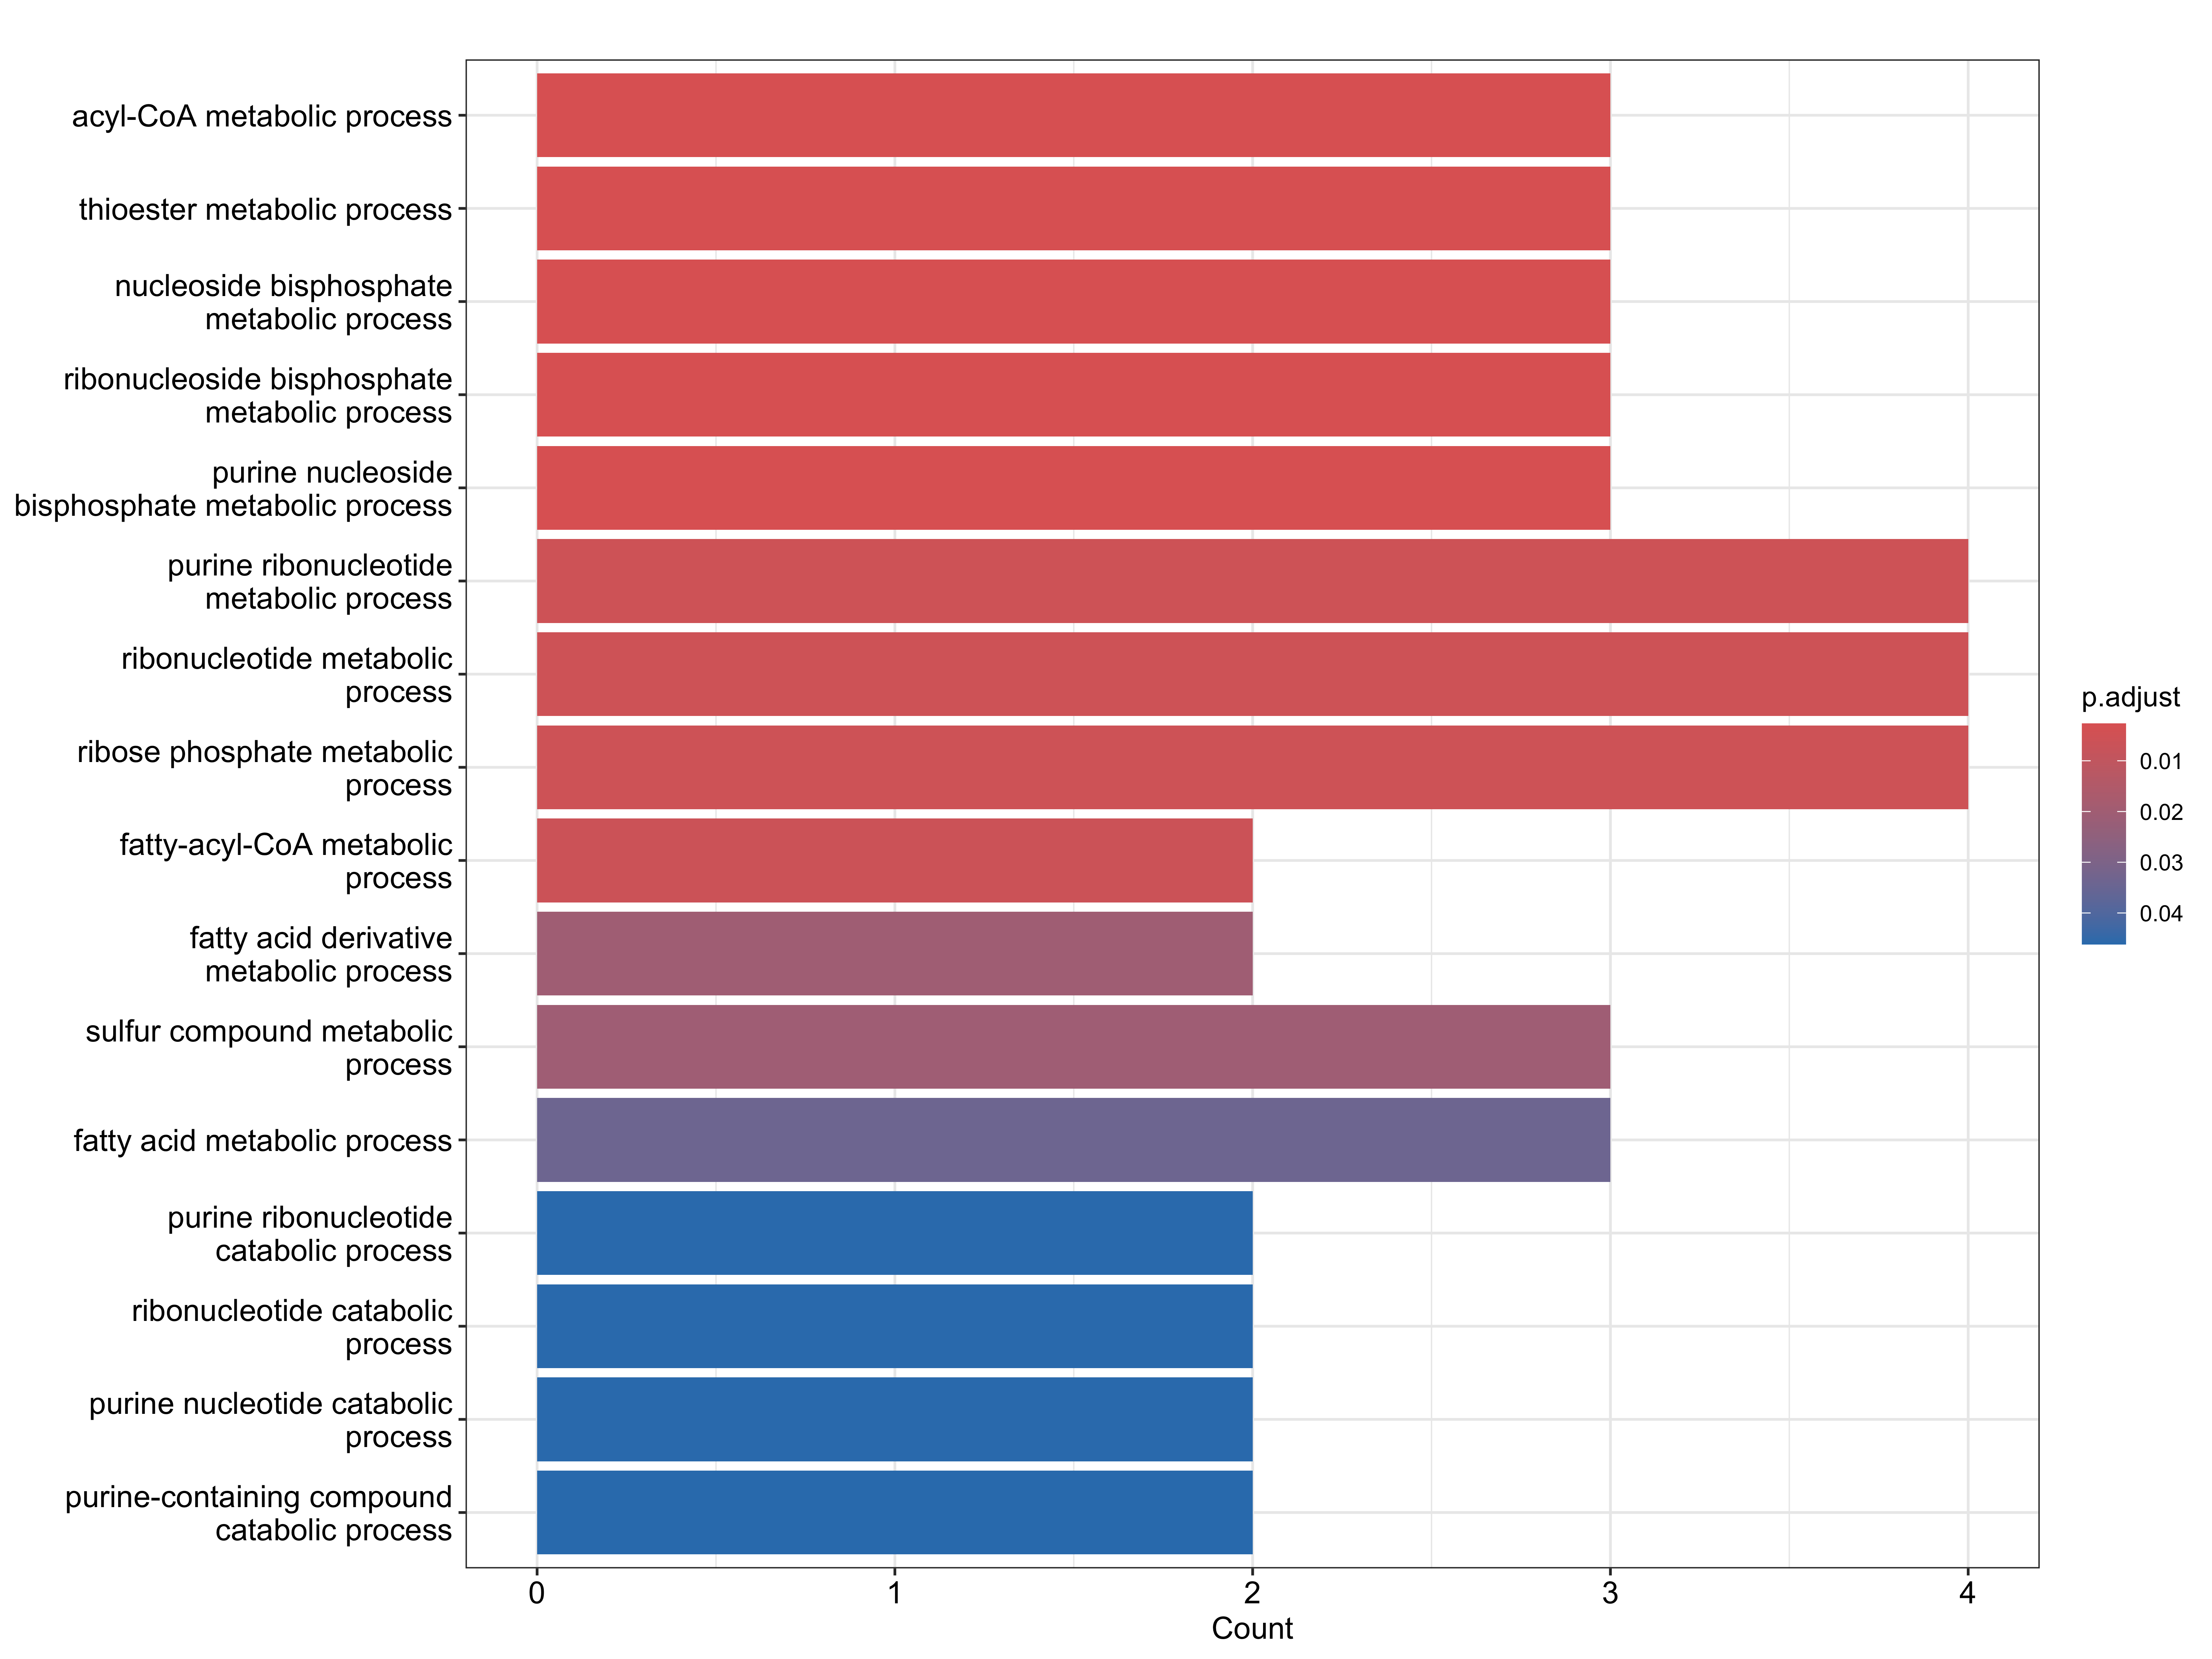 acyl-CoA metabolic process
thioester metabolic process
nucleoside bisphosphate
metabolic process
ribonucleoside bisphosphate
metabolic process
purine nucleoside
bisphosphate metabolic process
purine ribonucleotide
metabolic process
ribonucleotide metabolic
process
ribose phosphate metabolic
process
fatty-acyl-CoA metabolic
process
fatty acid derivative
metabolic process
sulfur compound metabolic
process
fatty acid metabolic process
purine ribonucleotide
catabolic process
ribonucleotide catabolic
process
purine nucleotide catabolic
process
purine-containing compound
catabolic process
0 1 2 3 4
Count
p.adjust
0.01
0.02
0.03
0.04